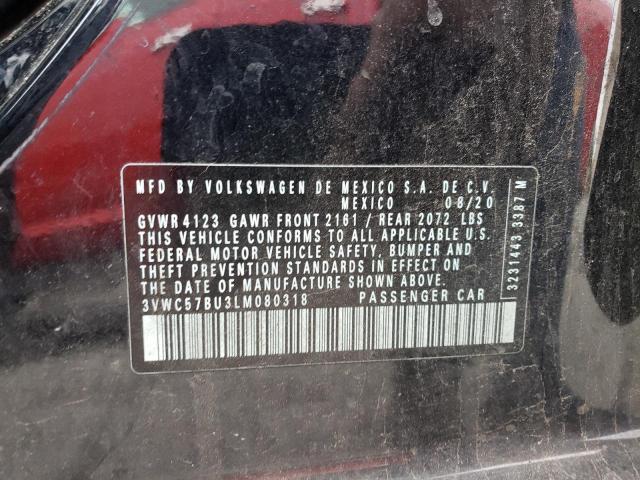 MFD BY VOLKSWAGEN DE MEXICO S.A. DE C.V.
MEXICO 08/20
GVWR 4123 GAWR FRONT 2161 / REAR 2072 LBS
THIS VEHICLE CONFORMS TO ALL APPLICABLE U.S.
FEDERAL MOTOR VEHICLE SAFETY, BUMPER AND
THEFT PREVENTION STANDARDS IN EFFECT ON
THE DATE OF MANUFACTURE SHOWN ABOVE.
3VWC57BU3LM080318 PASSENGER CAR
3231443 3387 M